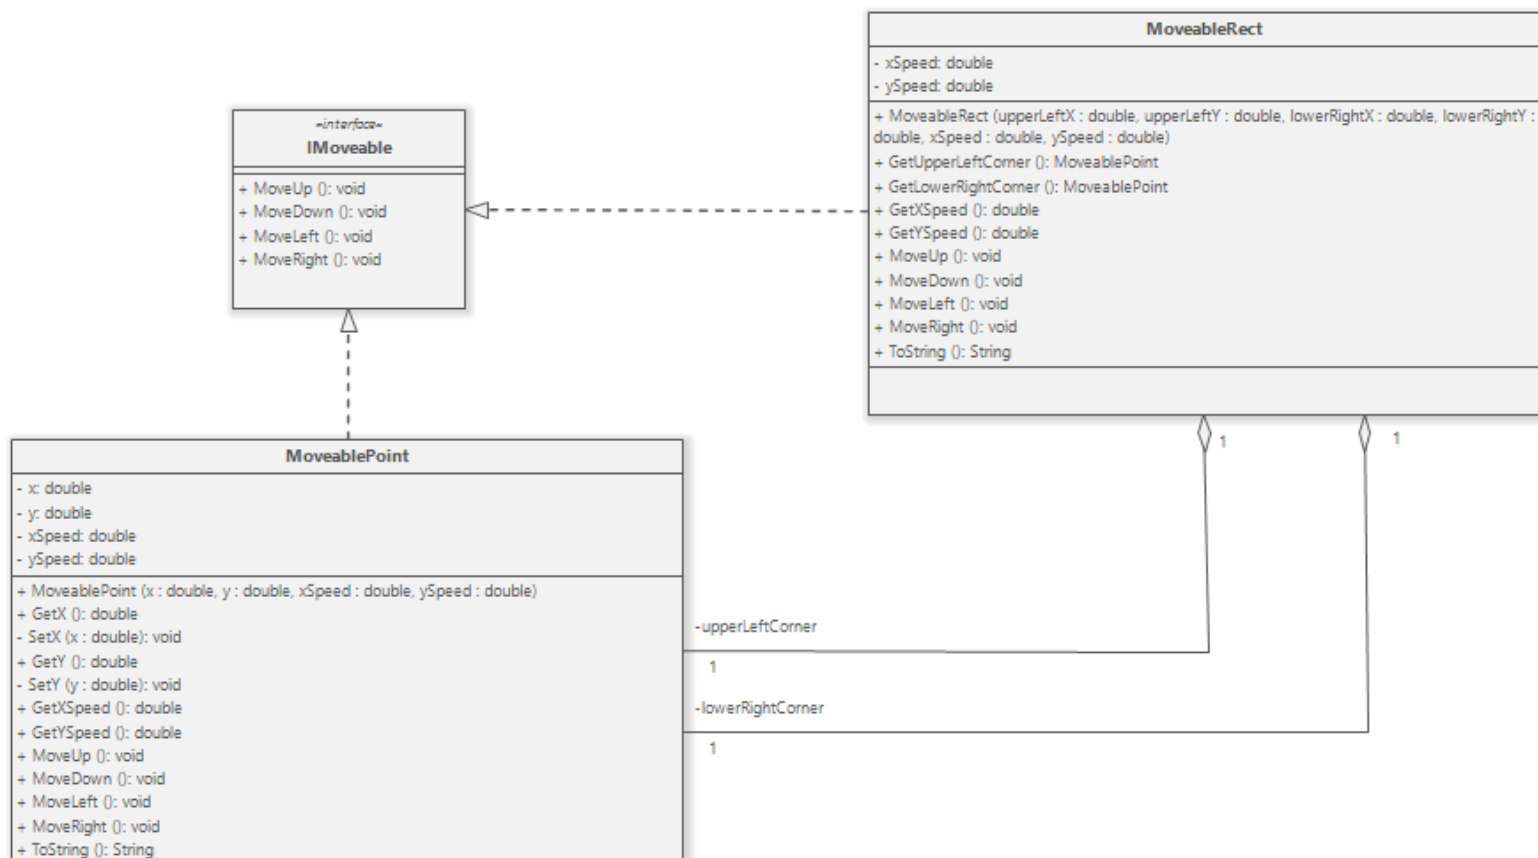 «interface»
IMoveable
+ MoveUp (): void
+ MoveDown (): void
+ MoveLeft (): void
+ MoveRight (): void
MoveableRect
- xSpeed: double
- ySpeed: double
+ MoveableRect (upperLeftX : double, upperLeftY : double, lowerRightX : double, lowerRightY :
double, xSpeed : double, ySpeed : double)
+ GetUpperLeftCorner (): MoveablePoint
+ GetLowerRightCorner (): MoveablePoint
+ GetXSpeed (): double
+ GetYSpeed (): double
+ MoveUp (): void
+ MoveDown (): void
+ MoveLeft (): void
+ MoveRight (): void
+ ToString (): String
1
1
MoveablePoint
- x: double
- y: double
- xSpeed: double
- ySpeed: double
+ MoveablePoint (x : double, y : double, xSpeed : double, ySpeed : double)
+ GetX (): double
- SetX (x : double): void
+ GetY (): double
- SetY (y : double): void
+ GetXSpeed (): double
+ GetYSpeed (): double
+ MoveUp (): void
+ MoveDown (): void
+ MoveLeft (): void
+ MoveRight (): void
+ ToString (): String
-upperLeftCorner
1
-lowerRightCorner
1